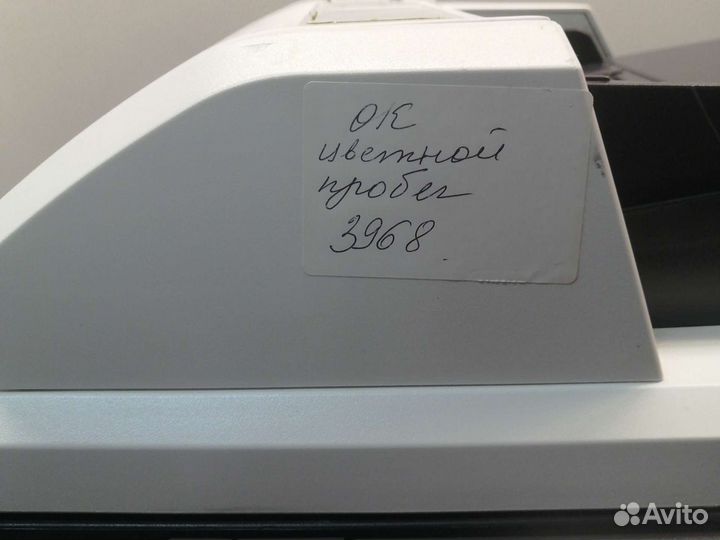 ОК
цветной
пробег
3968
Avito